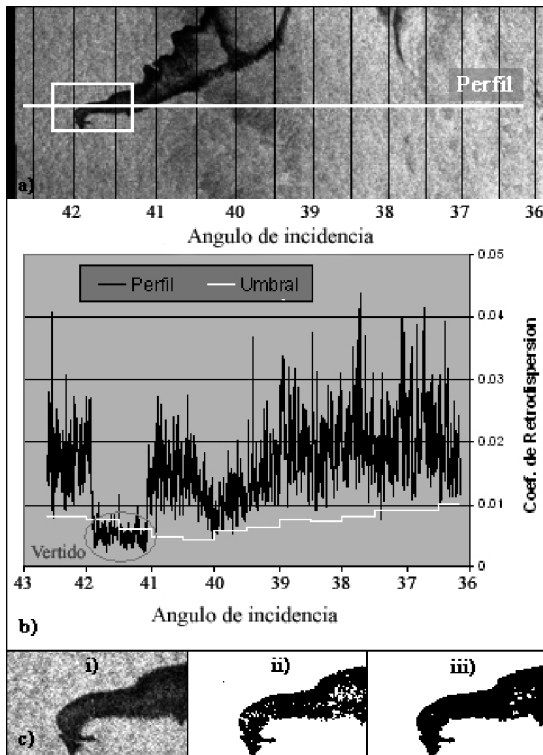 Perfil
a)
42 41 40 39 38 37 36
Angulo de incidencia
0.05
Perfil Umbral
0.04
0.03
0.02
0.01
0
Coef. de Retrodispersion
Vertido
43 42 41 40 39 38 37 36
Angulo de incidencia
b)
i) ii) iii)
c)